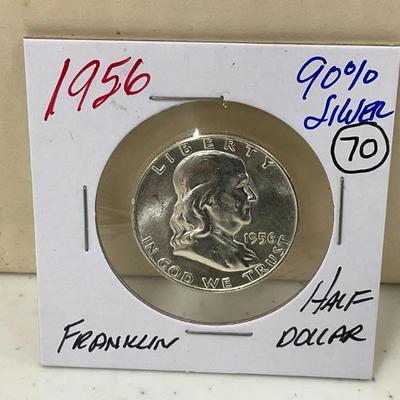 1956
90%
SILVER
70
LIBERTY
1956
IN GOD WE TRUST
FRANKLIN
HALF
DOLLAR